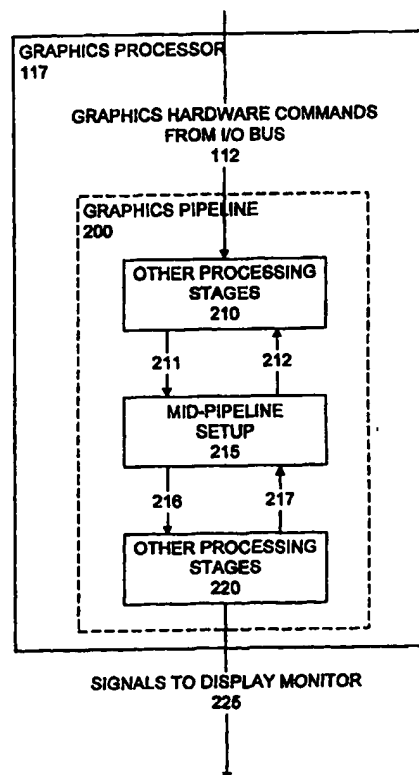 GRAPHICS PROCESSOR
117
GRAPHICS HARDWARE COMMANDS
FROM I/O BUS
112
GRAPHICS PIPELINE
200
OTHER PROCESSING
STAGES
210
211 212
MID-PIPELINE
SETUP
215
216 217
OTHER PROCESSING
STAGES
220
SIGNALS TO DISPLAY MONITOR
225